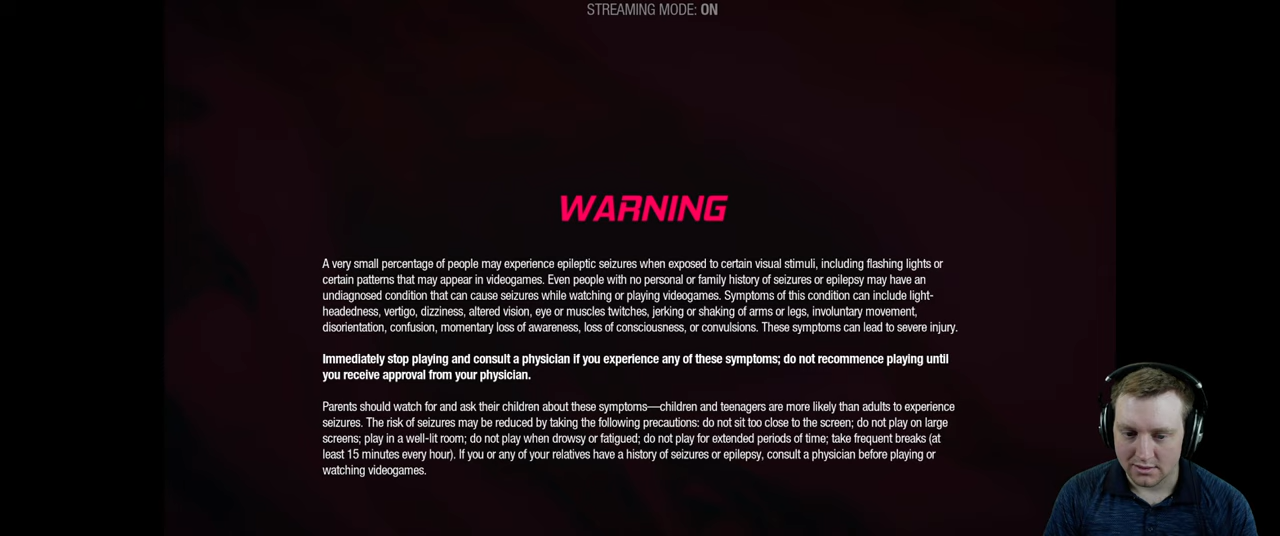 STREAMING MODE: ON
WARNING
A very small percentage of people may experience epileptic seizures when exposed to certain visual stimuli, including flashing lights or
certain patterns that may appear in videogames. Even people with no personal or family history of seizures or epilepsy may have an
undiagnosed condition that can cause seizures while watching or playing videogames. Symptoms of this condition can include light-
headedness, vertigo, dizziness, altered vision, eye or muscles twitches, jerking or shaking of arms or legs, involuntary movement,
disorientation, confusion, momentary loss of awareness, loss of consciousness, or convulsions. These symptoms can lead to severe injury.
Immediately stop playing and consult a physician if you experience any of these symptoms; do not recommence playing until
you receive approval from your physician.
Parents should watch for and ask their children about these symptoms—children and teenagers are more likely than adults to experience
seizures. The risk of seizures may be reduced by taking the following precautions: do not sit too close to the screen; do not play on large
screens; play in a well-lit room; do not play when drowsy or fatigued; do not play for extended periods of time; take frequent breaks (at
least 15 minutes every hour). If you or any of your relatives have a history of seizures or epilepsy, consult a physician before playing or
watching videogames.